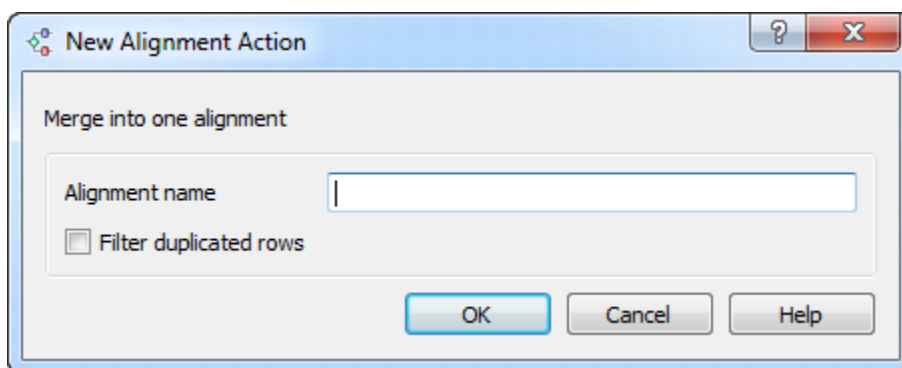 New Alignment Action
?
X
Merge into one alignment
Alignment name
Filter duplicated rows
OK Cancel Help